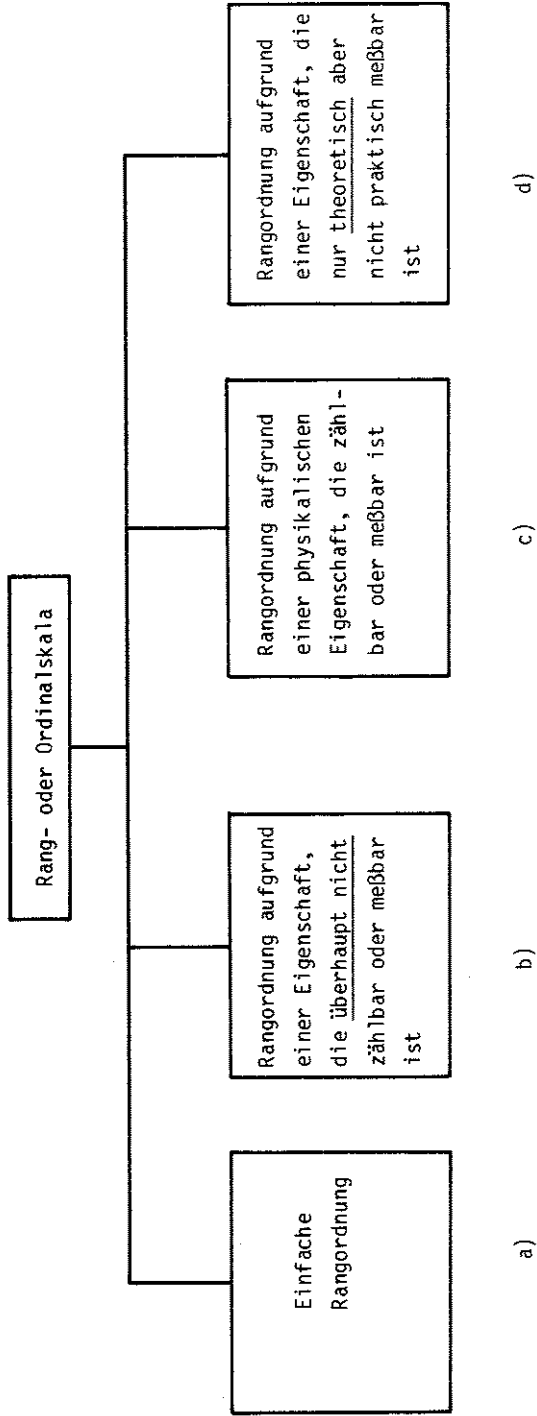 Rang- oder Ordinalskala
Einfache
Rangordnung
a)
Rangordnung aufgrund
einer Eigenschaft,
die überhaupt nicht
zählbar oder meßbar
ist
b)
Rangordnung aufgrund
einer physikalischen
Eigenschaft, die zähl-
bar oder meßbar ist
c)
Rangordnung aufgrund
einer Eigenschaft, die
nur theoretisch aber
nicht praktisch meßbar
ist
d)